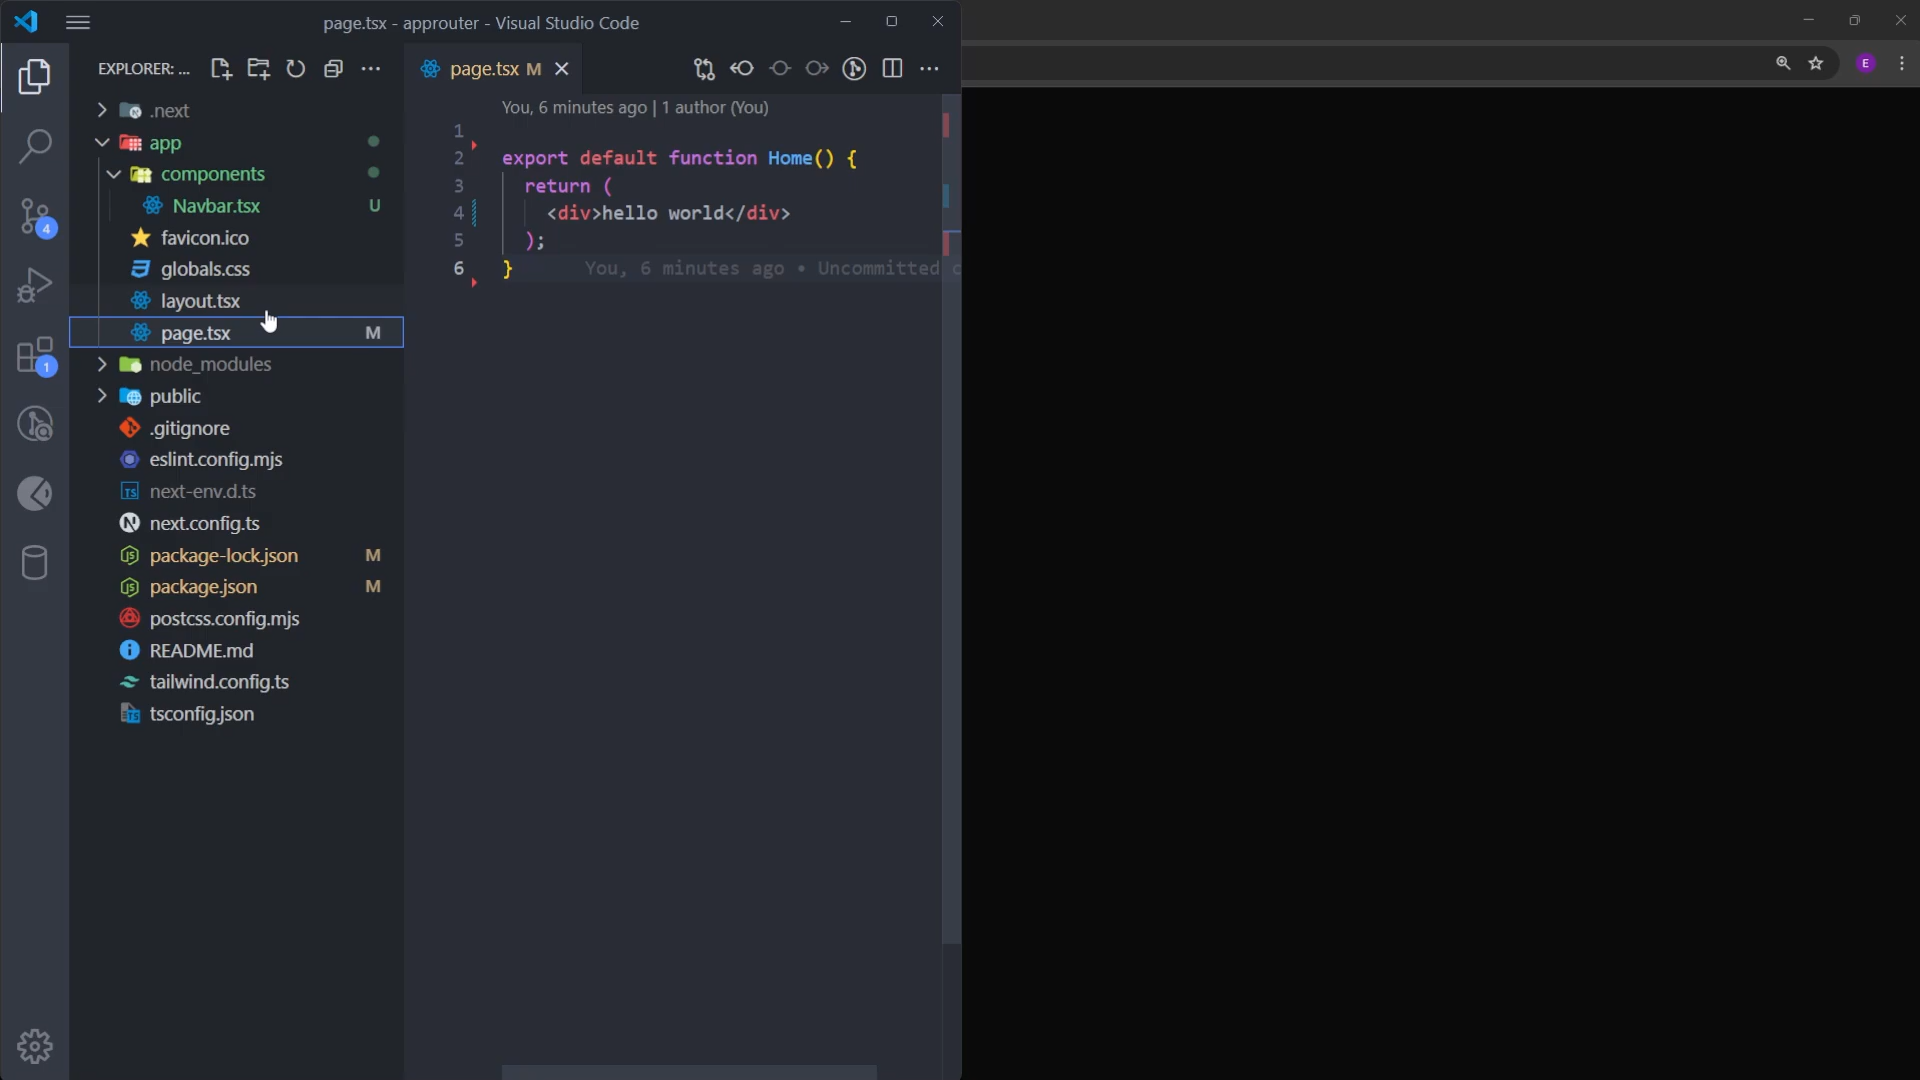 page.tsx - approuter - Visual Studio Code
EXPLORER: ...
page.tsx M
E
.next
app
components
Navbar.tsx U
favicon.ico
globals.css
layout.tsx
page.tsx M
node_modules
public
.gitignore
eslint.config.mjs
next-env.d.ts
next.config.ts
package-lock.json M
package.json M
postcss.config.mjs
README.md
tailwind.config.ts
tsconfig.json
4
1
You, 6 minutes ago | 1 author (You)
1
2 export default function Home() {
3 return (
4 <div>hello world</div>
5 );
6 } You, 6 minutes ago • Uncommitted c